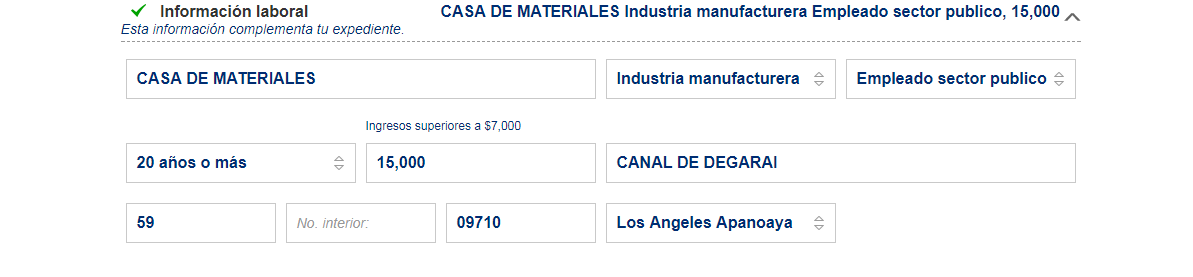 Información laboral CASA DE MATERIALES Industria manufacturera Empleado sector publico, 15,000
Esta información complementa tu expediente.
CASA DE MATERIALES Industria manufacturera Empleado sector publico
Ingresos superiores a $7,000
20 años o más 15,000 CANAL DE DEGARAI
59 No. interior: 09710 Los Angeles Apanoaya